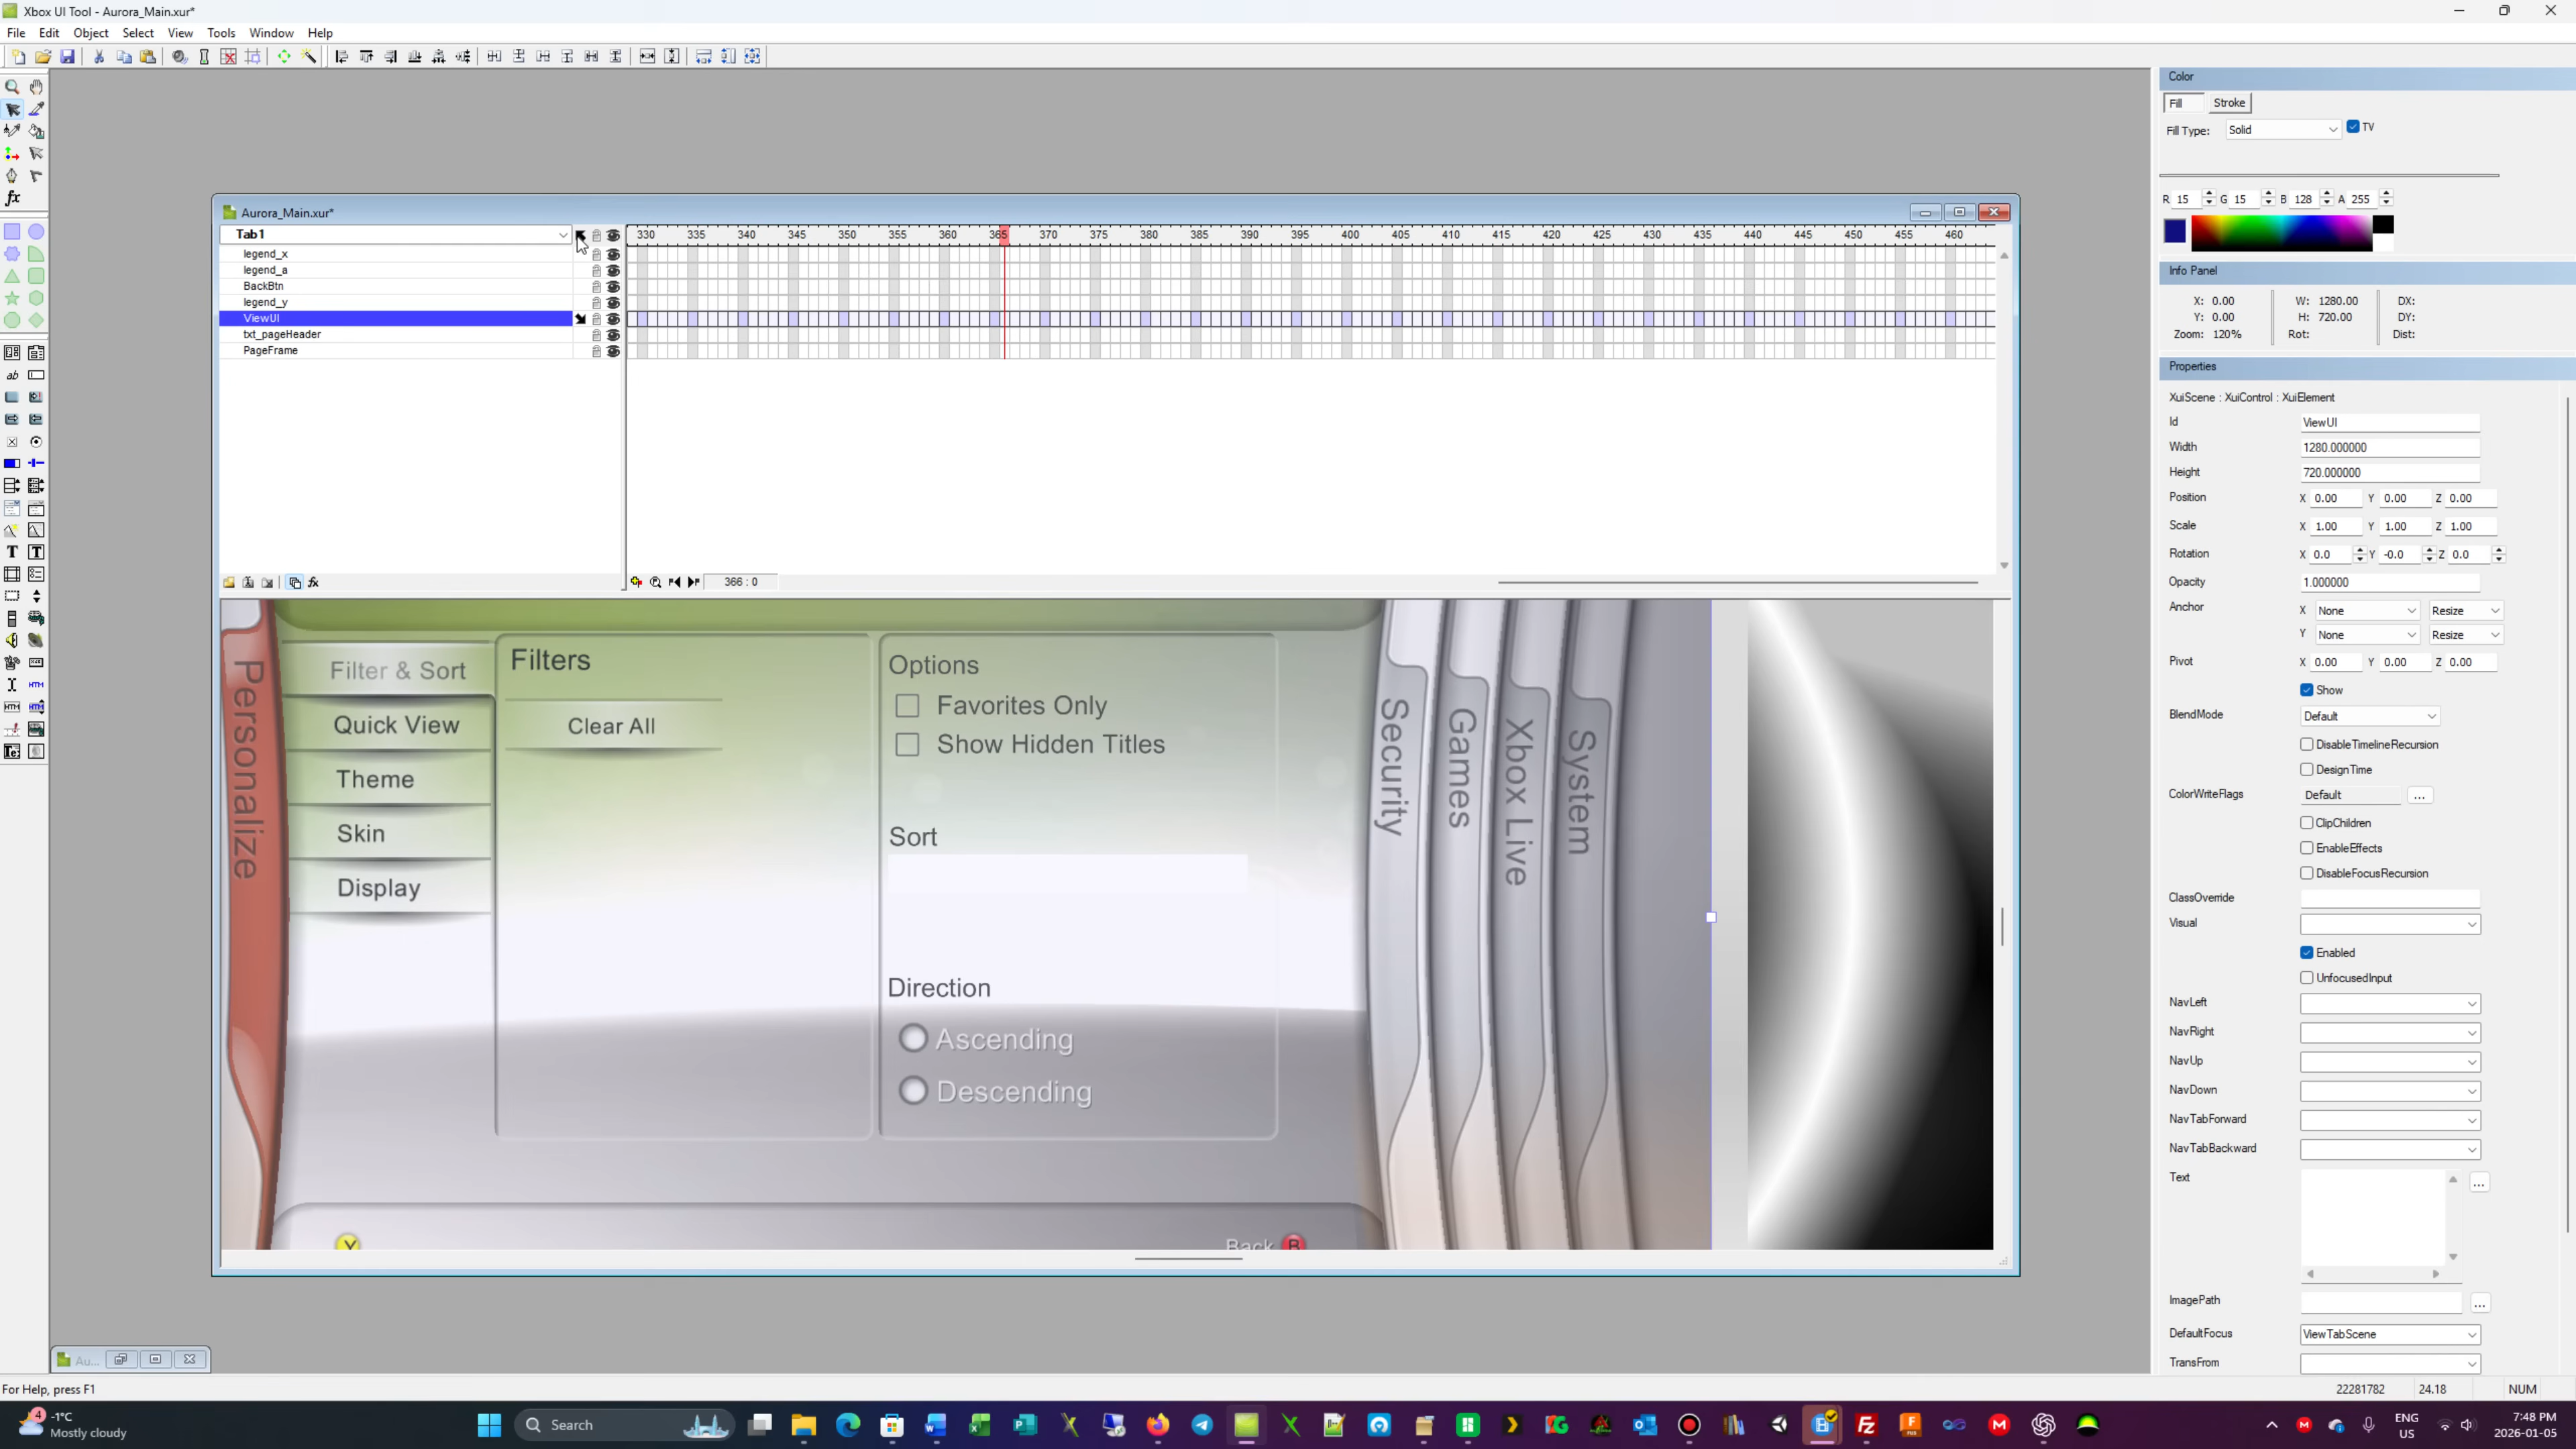 Xbox UI Tool - Aurora_Main.xur*
File Edit Object Select View Tools Window Help
Color
Fill Stroke
Fill Type: Solid TV
R 15 G 15 B 128 A 255
Aurora_Main.xur*
Tab1
330 335 340 345 350 355 360 365 370 375 380 385 390 395 400 405 410 415 420 425 430 435 440 445 450 455 460
legend_x
legend_a
BackBtn
legend_y
ViewUI
txt_pageHeader
PageFrame
366 : 0
Info Panel
X: 0.00 W: 1280.00 DX:
Y: 0.00 H: 720.00 DY:
Zoom: 120% Rot: Dist:
Properties
XuiScene : XuiControl : XuiElement
Id ViewUI
Width 1280.000000
Height 720.000000
Position X 0.00 Y 0.00 Z 0.00
Scale X 1.00 Y 1.00 Z 1.00
Rotation X 0.0 Y -0.0 Z 0.0
Opacity 1.000000
Anchor X None Resize
Y None Resize
Pivot X 0.00 Y 0.00 Z 0.00
Show
BlendMode Default
DisableTimelineRecursion
DesignTime
ColorWriteFlags Default ...
ClipChildren
EnableEffects
DisableFocusRecursion
ClassOverride
Visual
Enabled
UnfocusedInput
NavLeft
NavRight
NavUp
NavDown
NavTabForward
NavTabBackward
Text ...
ImagePath ...
DefaultFocus ViewTabScene
TransFrom
Personalize
Filter & Sort
Quick View
Theme
Skin
Display
Filters
Clear All
Options
Favorites Only
Show Hidden Titles
Sort
Direction
Ascending
Descending
Security
Games
Xbox Live
System
Y
Back B
Au...
For Help, press F1
22281782 24.18 NUM
4
-1°C
Mostly cloudy
Search
ENG
US
7:48 PM
2026-01-05